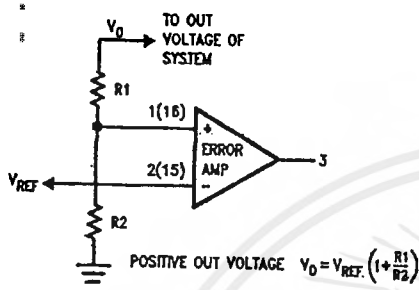 *
*
V₀
TO OUT
VOLTAGE OF
SYSTEM
R1
1(16)
+
ERROR
AMP
3
VREF
2(15)
-
R2
POSITIVE OUT VOLTAGE V₀ = VREF. (1+R1/R2)